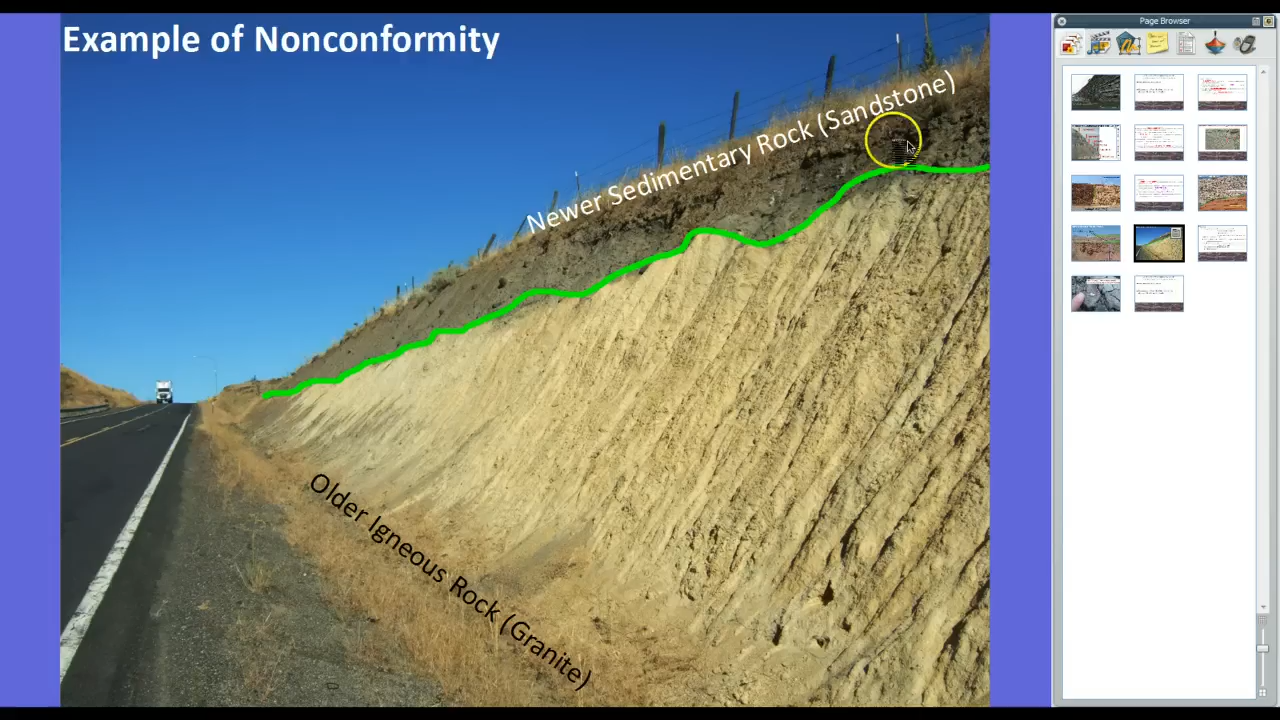 Example of Nonconformity
Page Browser
Newer Sedimentary Rock (Sandstone)
Older Igneous Rock (Granite)